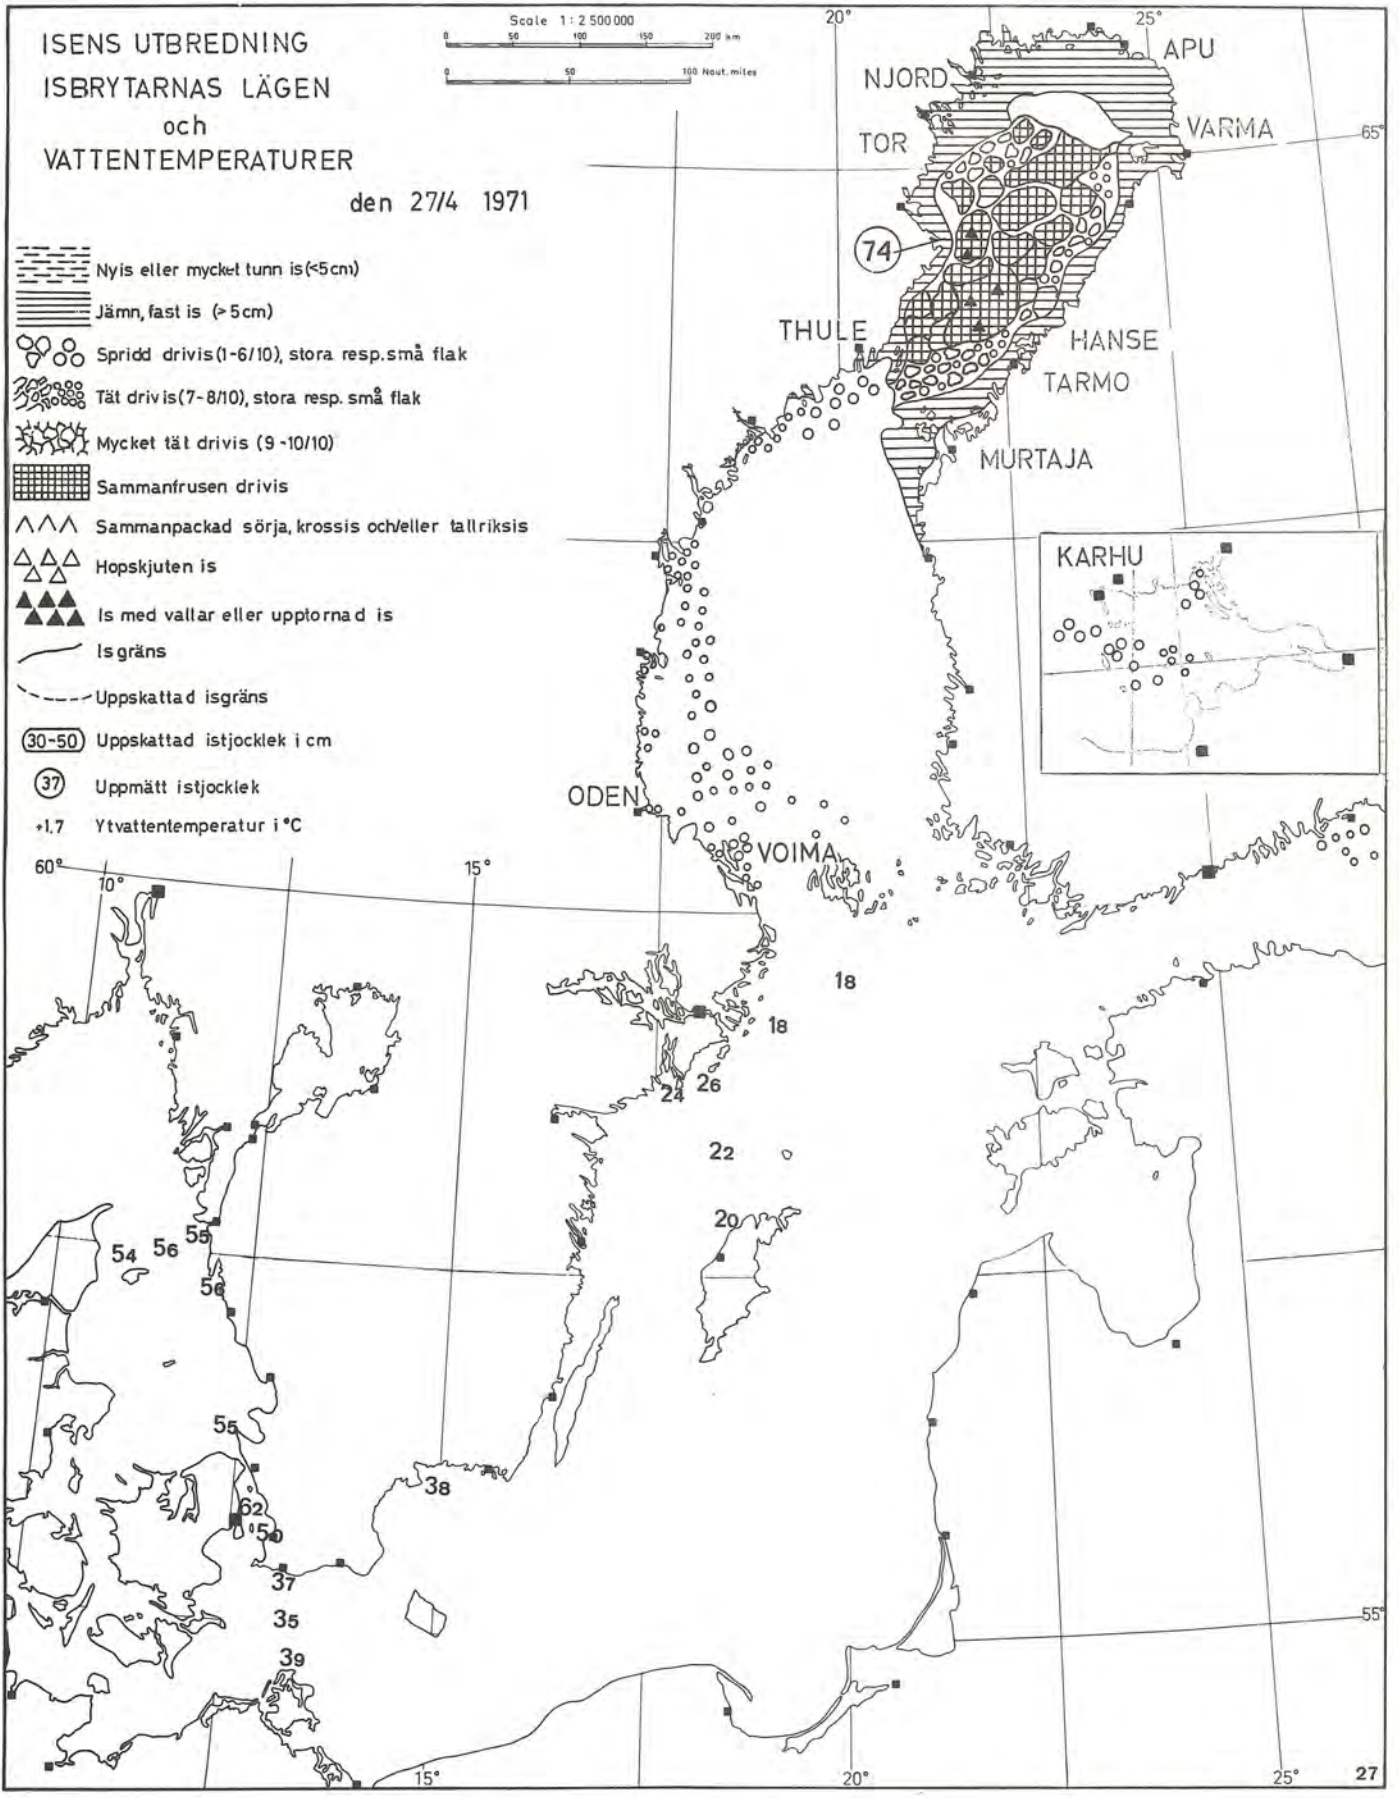 ISENS UTBREDNING
ISBRYTARNAS LÄGEN
och
VATTENTEMPERATURER
den 27/4 1971
Scale 1:2 500 000
0 50 100 150 200 km
0 50 100 Naut. miles
Nyis eller mycket tunn is (<5cm)
Jämn, fast is (>5cm)
Spridd drivis (1-6/10), stora resp. små flak
Tät drivis (7-8/10), stora resp. små flak
Mycket tät drivis (9-10/10)
Sammanfrusen drivis
Sammanpackad sörja, krossis och/eller tallriksis
Hopskjuten is
Is med vallar eller upptornad is
Isgräns
Uppskattad isgräns
30-50 Uppskattad istjocklek i cm
37 Uppmätt istjocklek
+1.7 Ytvattentemperatur i °C
20° 25°
APU
NJORD
TOR
VARMA
65°
74
THULE
HANSE
TARMO
MURTAJA
KARHU
ODEN
VOIMA
60° 10° 15°
18
18
26
24
22
20
55
54 56
56
55
38
62
50
37
35
39
55°
15° 20° 25° 27